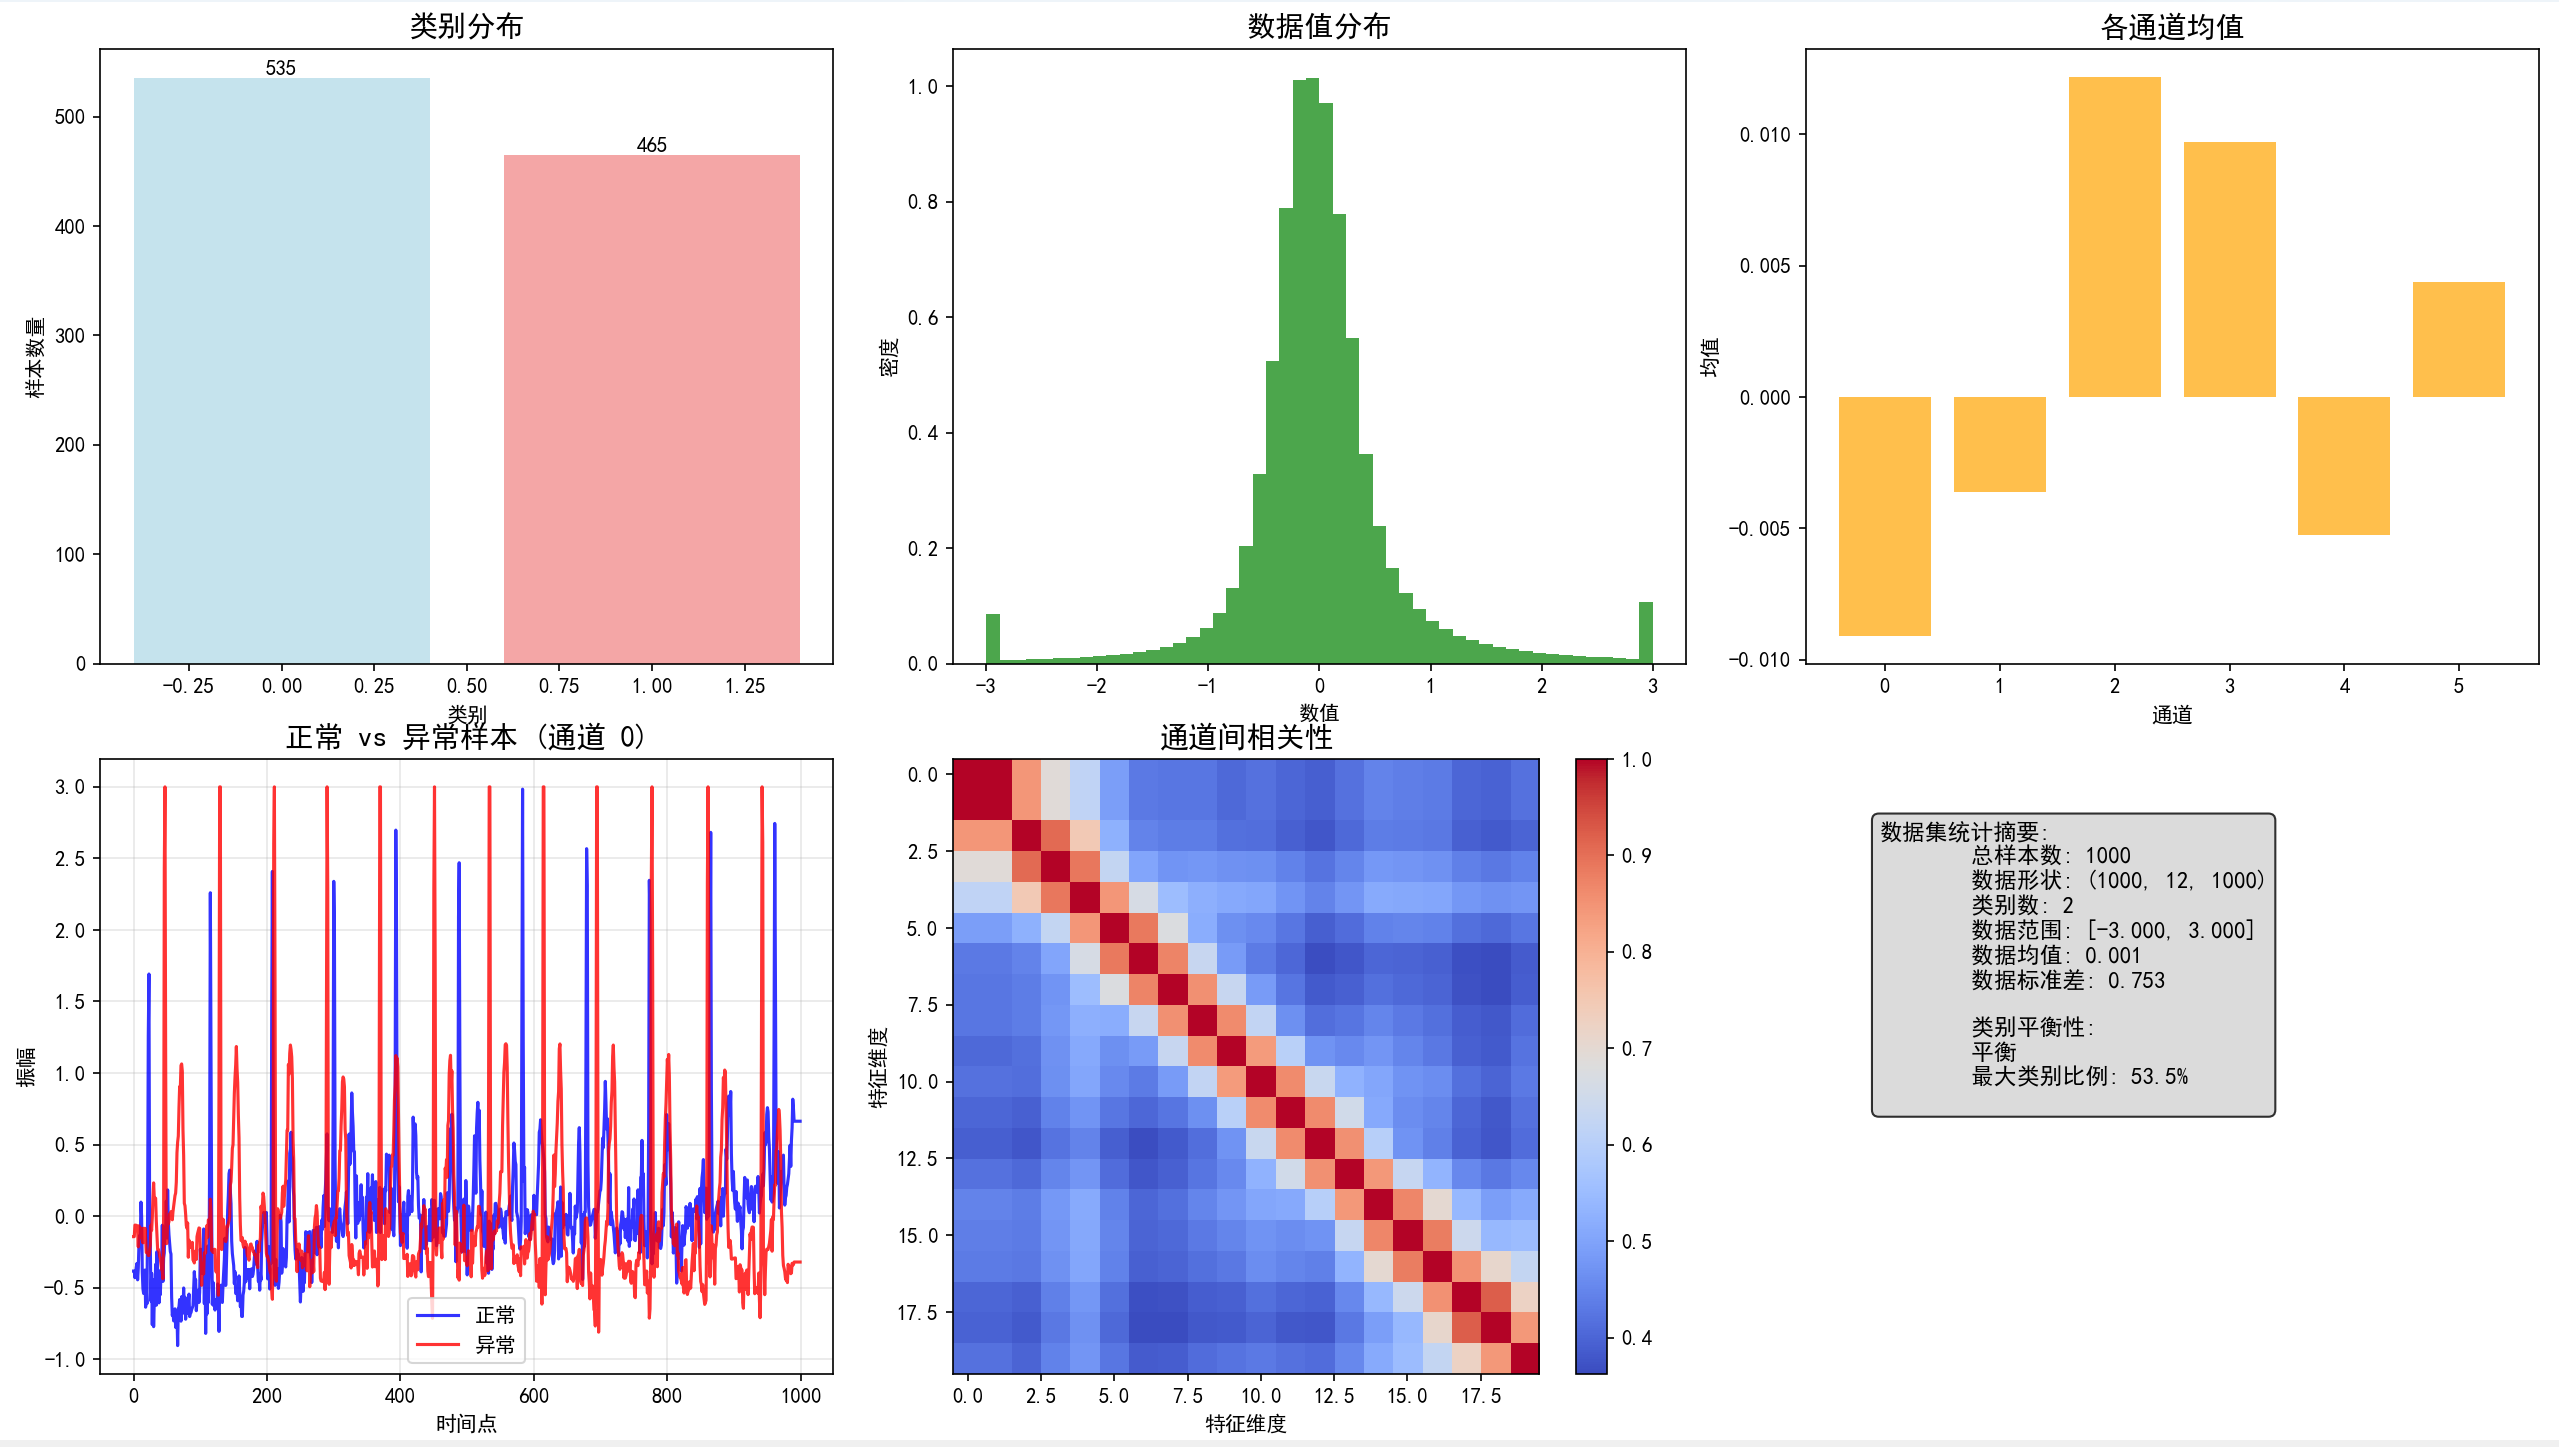 类别分布
535
465
500
400
300
200
100
0
样本数量
-0.25 0.00 0.25 0.50 0.75 1.00 1.25
类别
数据值分布
1.0
0.8
0.6
0.4
0.2
0.0
密度
-3 -2 -1 0 1 2 3
数值
各通道均值
0.010
0.005
0.000
-0.005
-0.010
均值
0 1 2 3 4 5
通道
正常 vs 异常样本 (通道 0)
3.0
2.5
2.0
1.5
1.0
0.5
0.0
-0.5
-1.0
振幅
正常
异常
0 200 400 600 800 1000
时间点
通道间相关性
0.0
2.5
5.0
7.5
10.0
12.5
15.0
17.5
特征维度
0.0 2.5 5.0 7.5 10.0 12.5 15.0 17.5
特征维度
1.0
0.9
0.8
0.7
0.6
0.5
0.4
数据集统计摘要:
总样本数: 1000
数据形状: (1000, 12, 1000)
类别数: 2
数据范围: [-3.000, 3.000]
数据均值: 0.001
数据标准差: 0.753
类别平衡性:
平衡
最大类别比例: 53.5%